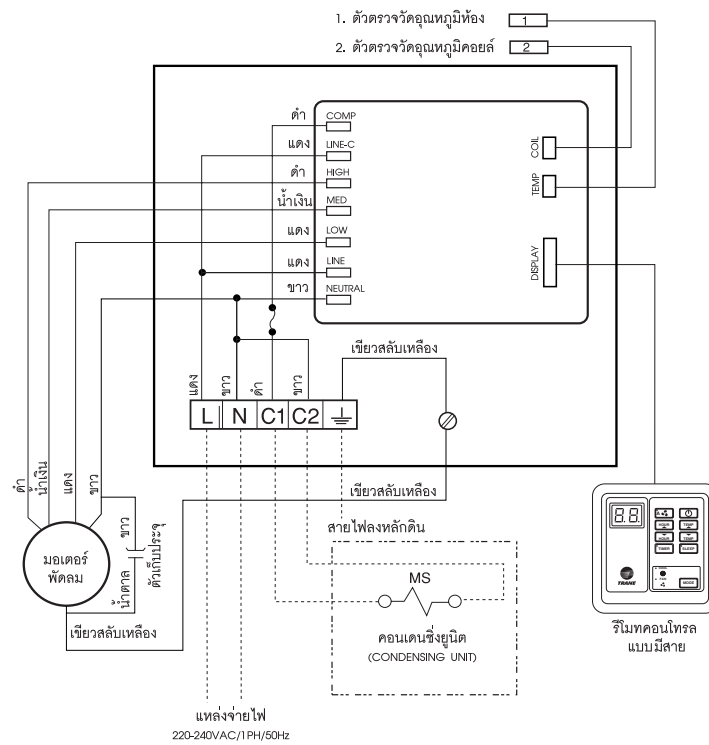 1. ตัวตรวจวัดอุณหภูมิห้อง 1
2. ตัวตรวจวัดอุณหภูมิคอยล์ 2
ดำ COMP
แดง LINE-C
ดำ HIGH
น้ำเงิน MED
แดง LOW
แดง LINE
ขาว NEUTRAL
COIL
TEMP
DISPLAY
เขียวสลับเหลือง
แดง
ขาว
ดำ
ขาว
L N C1 C2
ดำ
น้ำเงิน
แดง
ขาว
เขียวสลับเหลือง
สายไฟลงหลักดิน
ขาว
น้ำตาล
ตัวเก็บประจุ
มอเตอร์
พัดลม
เขียวสลับเหลือง
MS
คอนเดนซิ่งยูนิต
(CONDENSING UNIT)
8.8.
HOUR
TEMP
HOUR
TEMP
TIMER
SLEEP
MODE
TRANE
รีโมทคอนโทรล
แบบมีสาย
แหล่งจ่ายไฟ
220-240VAC/1PH/50Hz